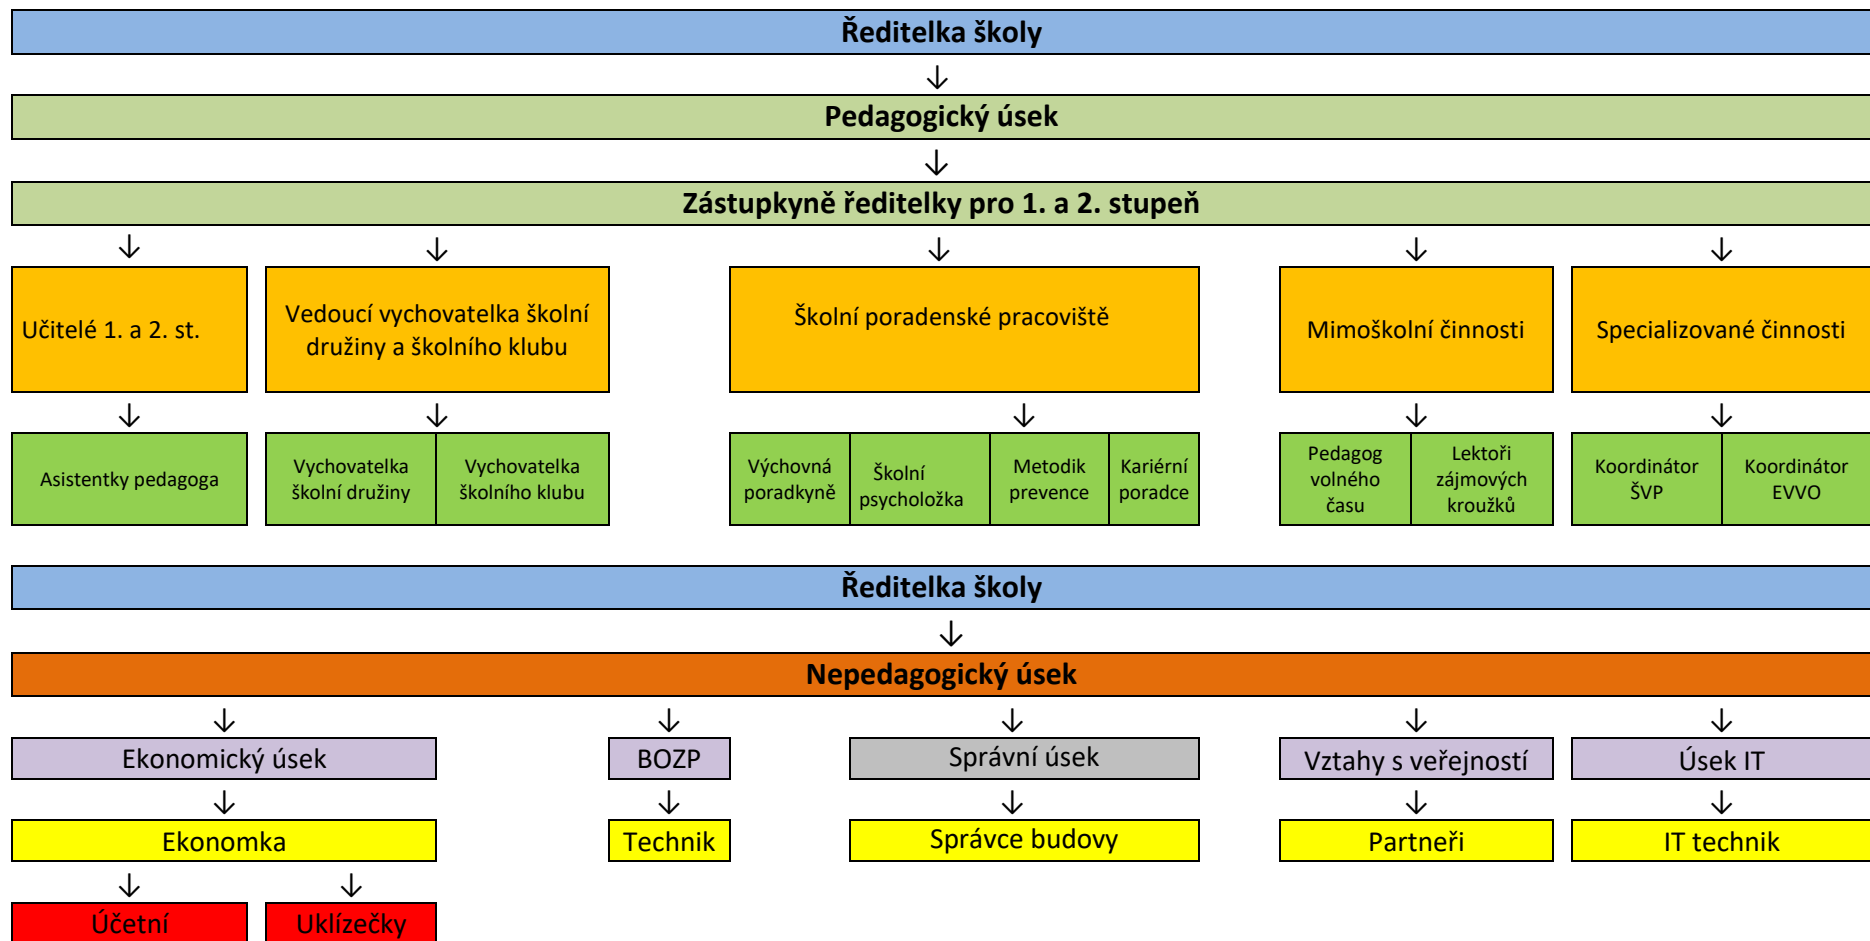 Ředitelka školy
↓
Pedagogický úsek
↓
Zástupkyně ředitelky pro 1. a 2. stupeň
↓ ↓ ↓ ↓ ↓
Učitelé 1. a 2. st.
Vedoucí vychovatelka školní
družiny a školního klubu
Školní poradenské pracoviště
Mimoškolní činnosti
Specializované činnosti
↓ ↓ ↓ ↓ ↓
Asistentky pedagoga
Vychovatelka
školní družiny
Vychovatelka
školního klubu
Výchovná
poradkyně
Školní
psycholožka
Metodik
prevence
Kariérní
poradce
Pedagog
volného
času
Lektoři
zájmových
kroužků
Koordinátor
ŠVP
Koordinátor
EVVO
Ředitelka školy
↓
Nepedagogický úsek
↓ ↓ ↓ ↓ ↓
Ekonomický úsek
BOZP
Správní úsek
Vztahy s veřejností
Úsek IT
↓ ↓ ↓ ↓ ↓
Ekonomka
Technik
Správce budovy
Partneři
IT technik
↓ ↓
Účetní
Uklízečky